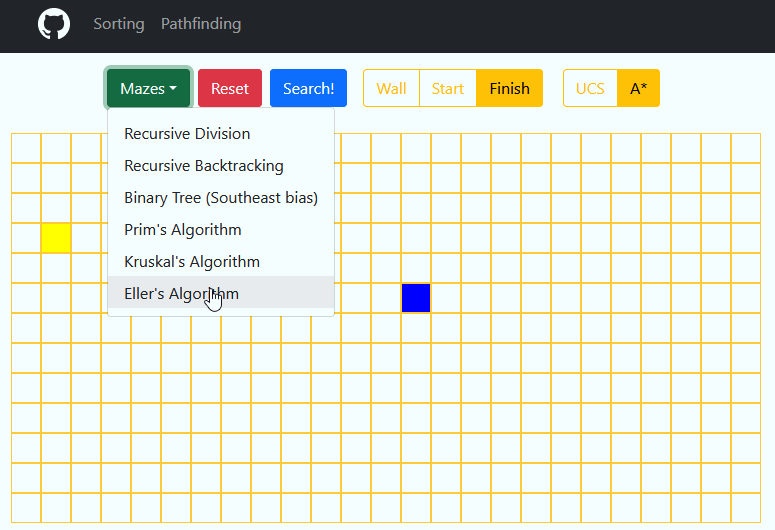 Sorting Pathfinding
Mazes Reset Search! Wall Start Finish UCS A*
Recursive Division
Recursive Backtracking
Binary Tree (Southeast bias)
Prim's Algorithm
Kruskal's Algorithm
Eller's Algorithm